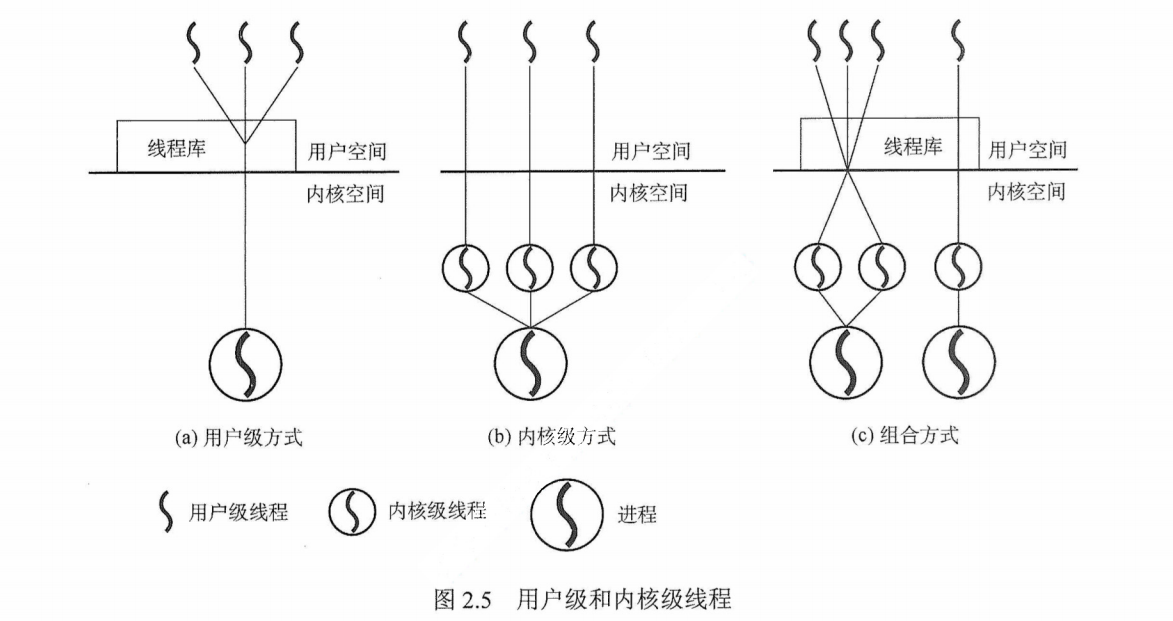 线程库
用户空间
内核空间
用户空间
内核空间
线程库
用户空间
内核空间
(a) 用户级方式
(b) 内核级方式
(c) 组合方式
用户级线程
内核级线程
进程
图 2.5 用户级和内核级线程